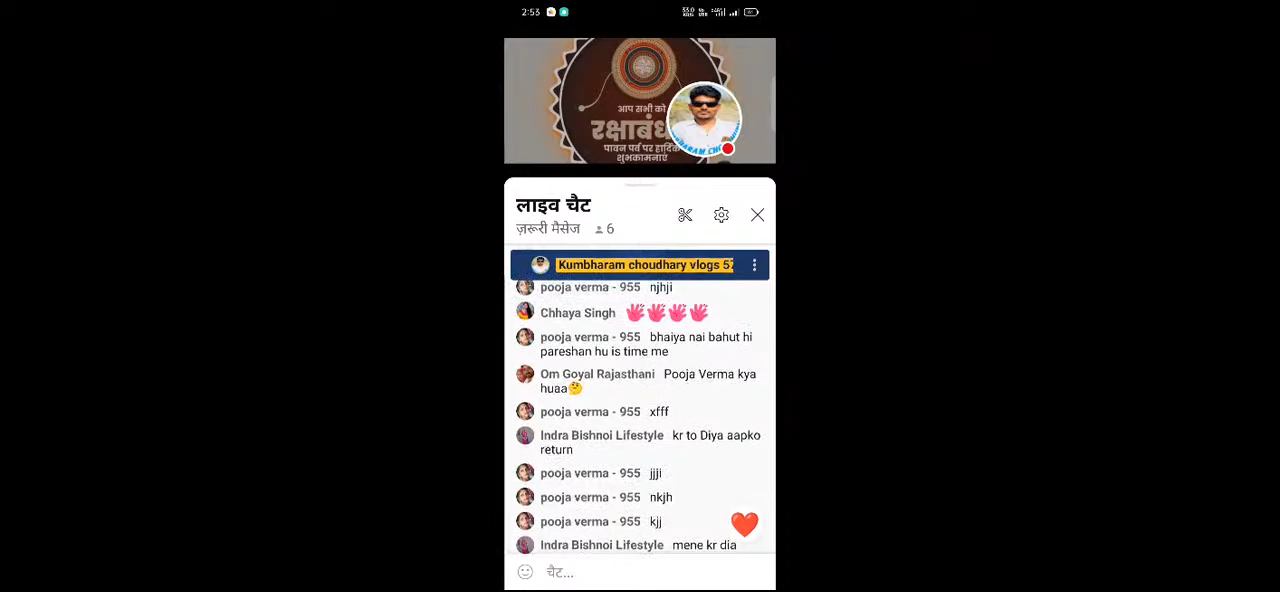 2:53
आप सभी को
रक्षाबंध
पावन पर्व पर हार्दिक
शुभकामनाएं
लाइव चैट
ज़रूरी मैसेज 6
Kumbharam choudhary vlogs 57
pooja verma - 955 njhji
Chhaya Singh
pooja verma - 955 bhaiya nai bahut hi
pareshan hu is time me
Om Goyal Rajasthani Pooja Verma kya
huaa🤔
pooja verma - 955 xfff
Indra Bishnoi Lifestyle kr to Diya aapko
return
pooja verma - 955 jjji
pooja verma - 955 nkjh
pooja verma - 955 kjj
Indra Bishnoi Lifestyle mene kr dia
चैट...